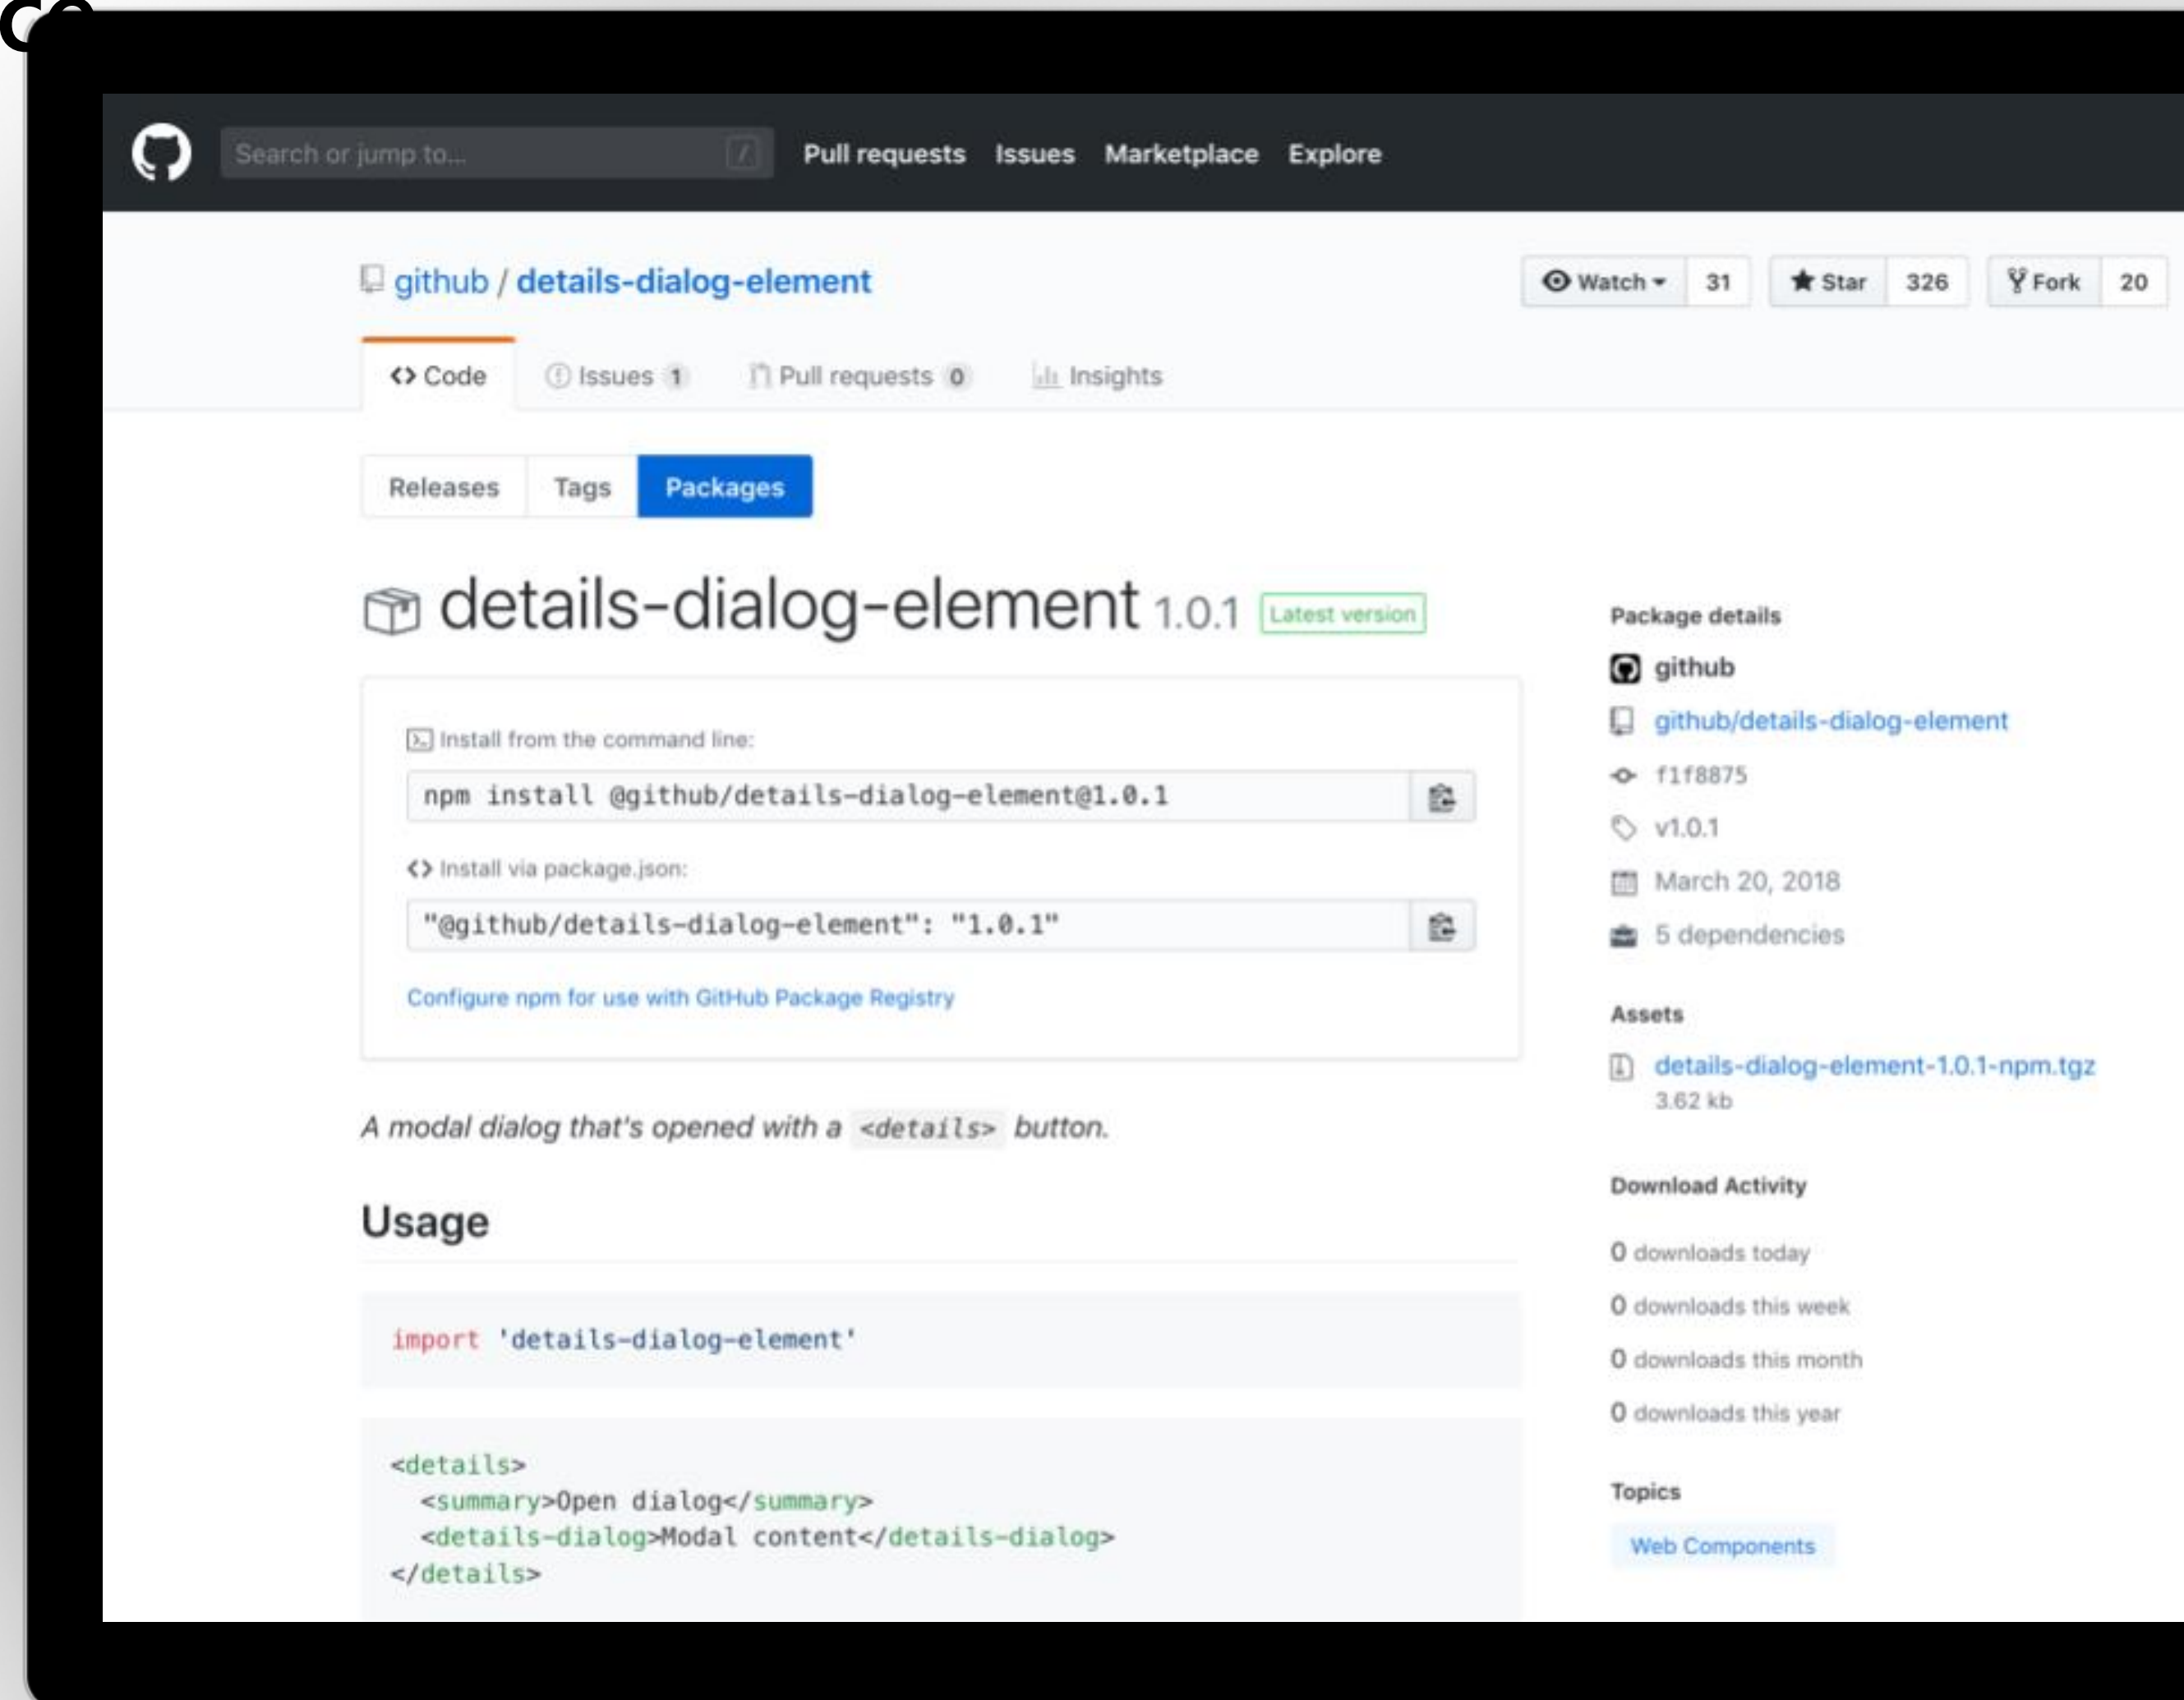 Search or jump to... / Pull requests Issues Marketplace Explore
github / details-dialog-element
Watch 31 Star 326 Fork 20
Code Issues 1 Pull requests 0 Insights
Releases Tags Packages
details-dialog-element 1.0.1 Latest version
Install from the command line:
npm install @github/details-dialog-element@1.0.1
<> Install via package.json:
"@github/details-dialog-element": "1.0.1"
Configure npm for use with GitHub Package Registry
A modal dialog that's opened with a <details> button.
Usage
import 'details-dialog-element'
<details>
<summary>Open dialog</summary>
<details-dialog>Modal content</details-dialog>
</details>
Package details
github
github/details-dialog-element
f1f8875
v1.0.1
March 20, 2018
5 dependencies
Assets
details-dialog-element-1.0.1-npm.tgz
3.62 kb
Download Activity
0 downloads today
0 downloads this week
0 downloads this month
0 downloads this year
Topics
Web Components